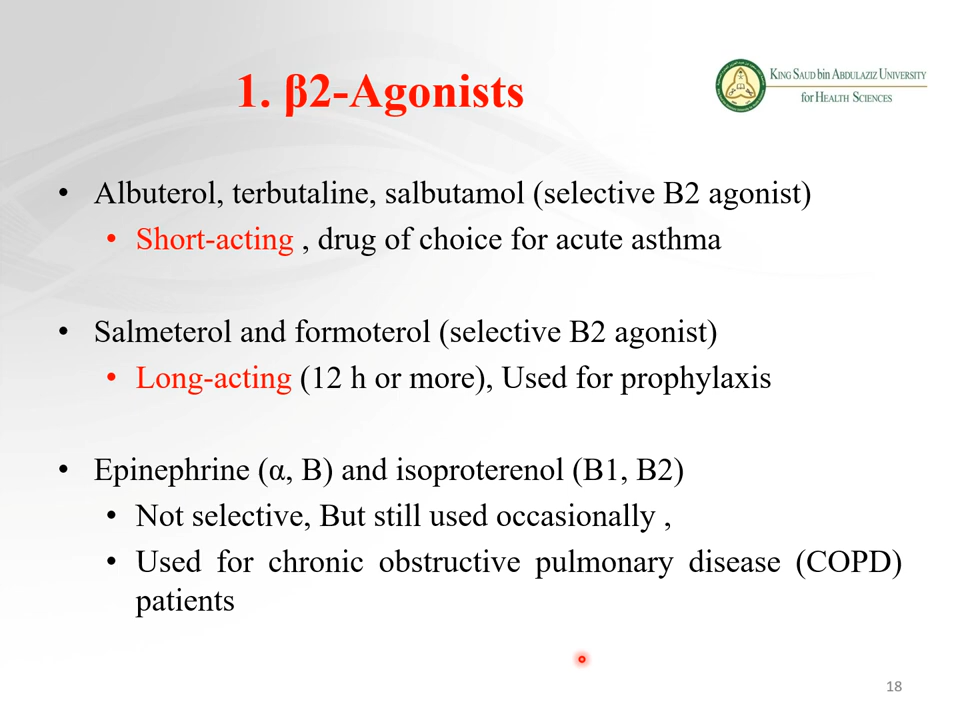 1. β2-Agonists
KING SAUD bin ABDULAZIZ UNIVERSITY
for HEALTH SCIENCES
• Albuterol, terbutaline, salbutamol (selective B2 agonist)
• Short-acting , drug of choice for acute asthma
• Salmeterol and formoterol (selective B2 agonist)
• Long-acting (12 h or more), Used for prophylaxis
• Epinephrine (α, B) and isoproterenol (B1, B2)
• Not selective, But still used occasionally ,
• Used for chronic obstructive pulmonary disease (COPD)
patients
18